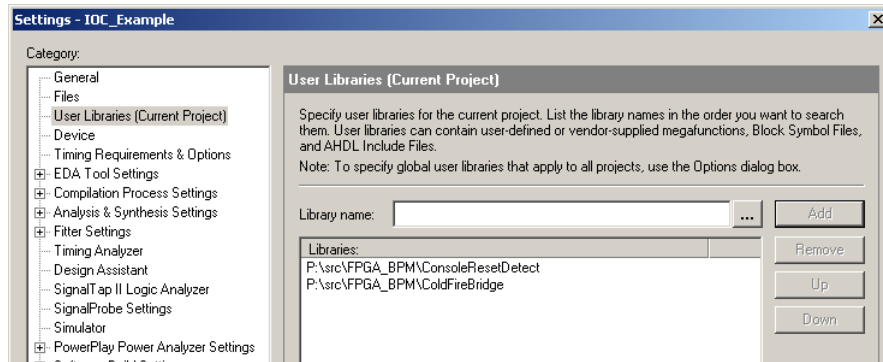 Settings - IOC_Example
Category:
General
Files
User Libraries (Current Project)
Device
Timing Requirements & Options
EDA Tool Settings
Compilation Process Settings
Analysis & Synthesis Settings
Fitter Settings
Timing Analyzer
Design Assistant
SignalTap II Logic Analyzer
SignalProbe Settings
Simulator
PowerPlay Power Analyzer Settings
User Libraries (Current Project)
Specify user libraries for the current project. List the library names in the order you want to search
them. User libraries can contain user-defined or vendor-supplied megafunctions, Block Symbol Files,
and AHDL Include Files.
Note: To specify global user libraries that apply to all projects, use the Options dialog box.
Library name:
...
Add
Libraries:
P:\src\FPGA_BPM\ConsoleResetDetect
P:\src\FPGA_BPM\ColdFireBridge
Remove
Up
Down